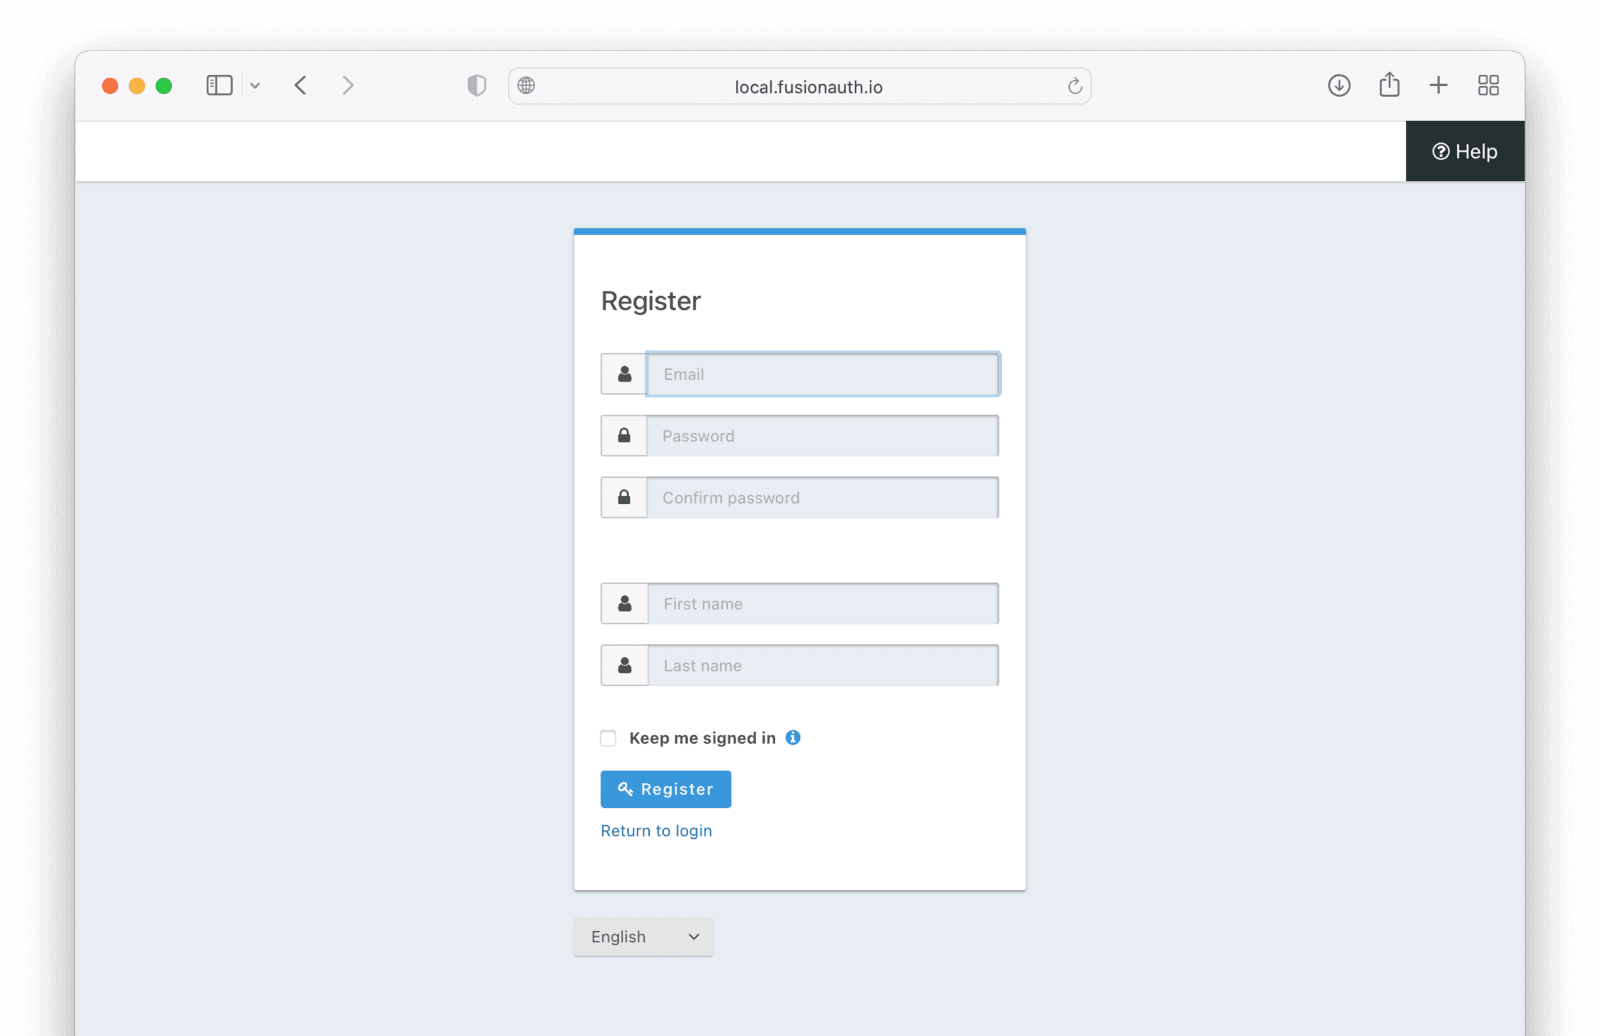 local.fusionauth.io
Help
Register
Email
Password
Confirm password
First name
Last name
Keep me signed in
Register
Return to login
English